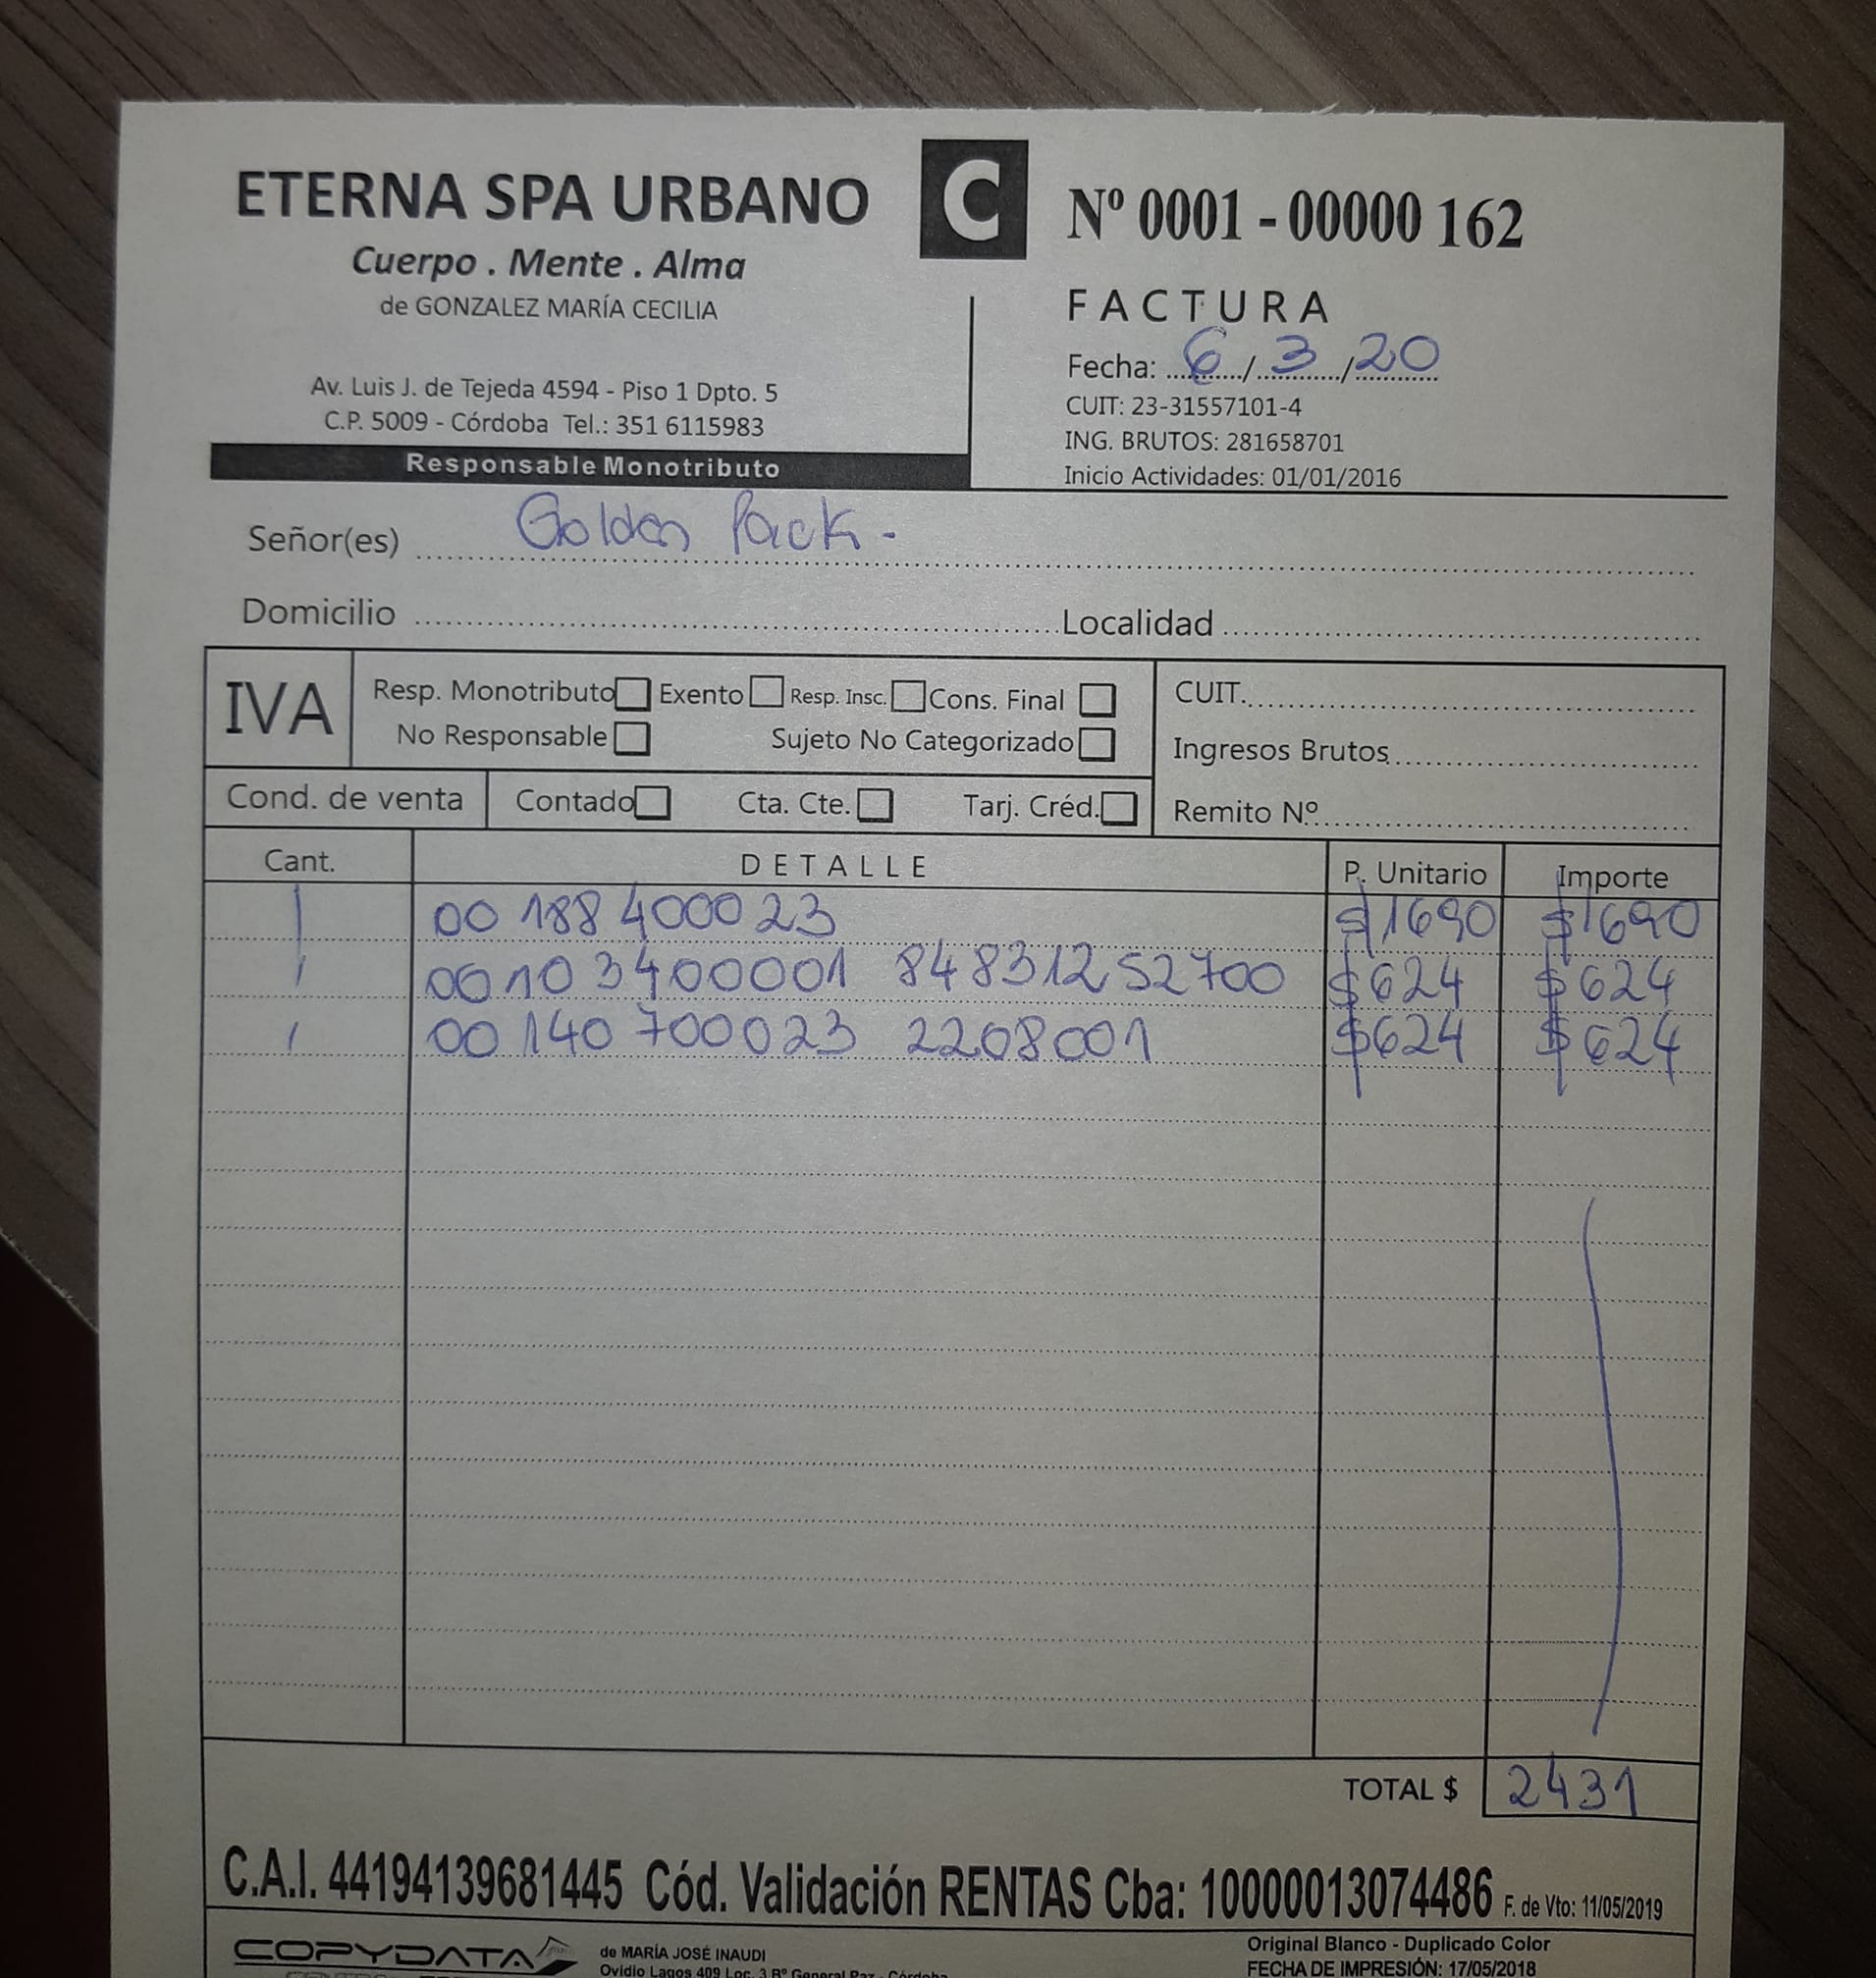 ETERNA SPA URBANO
Cuerpo . Mente . Alma
de GONZALEZ MARÍA CECILIA
Av. Luis J. de Tejeda 4594 - Piso 1 Dpto. 5
C.P. 5009 - Córdoba Tel.: 351 6115983
Responsable Monotributo
C
Nº 0001 - 00000 162
FACTURA
Fecha: 6/3/20
CUIT: 23-31557101-4
ING. BRUTOS: 281658701
Inicio Actividades: 01/01/2016
Señor(es) Golden Pack -
Domicilio Localidad
IVA
Resp. Monotributo Exento Resp. Insc. Cons. Final
No Responsable Sujeto No Categorizado
CUIT.
Ingresos Brutos
Remito Nº
Cond. de venta Contado Cta. Cte. Tarj. Créd.
Cant. DETALLE P. Unitario Importe
1 00 188 400023 $1690 $1690
1 0010 3400001 84831252700 $624 $624
1 00 140 700023 2208001 $624 $624
TOTAL $ 2431
C.A.I. 44194139681445 Cód. Validación RENTAS Cba: 10000013074486 F. de Vto: 11/05/2019
COPYDATA
de MARÍA JOSÉ INAUDI
Ovidio Lagos 409 Loc. 3 Bº General Paz - Córdoba
Original Blanco - Duplicado Color
FECHA DE IMPRESIÓN: 17/05/2018